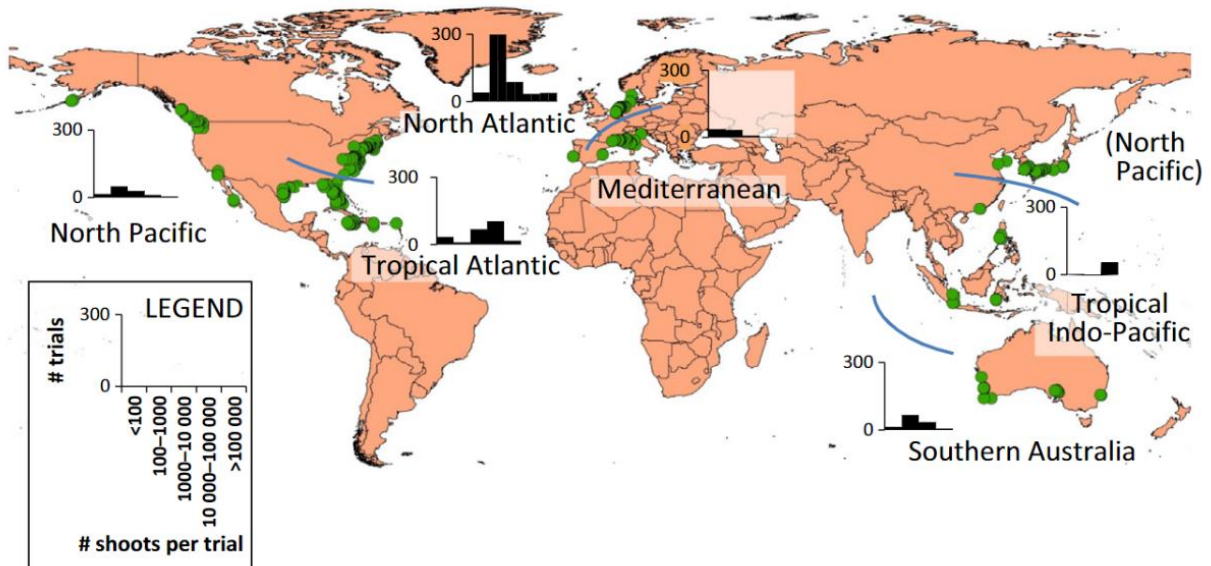 300
0
North Atlantic
300
0
Mediterranean
(North
Pacific)
300
0
North Pacific
300
0
Tropical Atlantic
300
0
Tropical
Indo-Pacific
300
0
Southern Australia
LEGEND
300
0
# trials
<100
100–1000
1000–10 000
10 000–100 000
>100 000
# shoots per trial